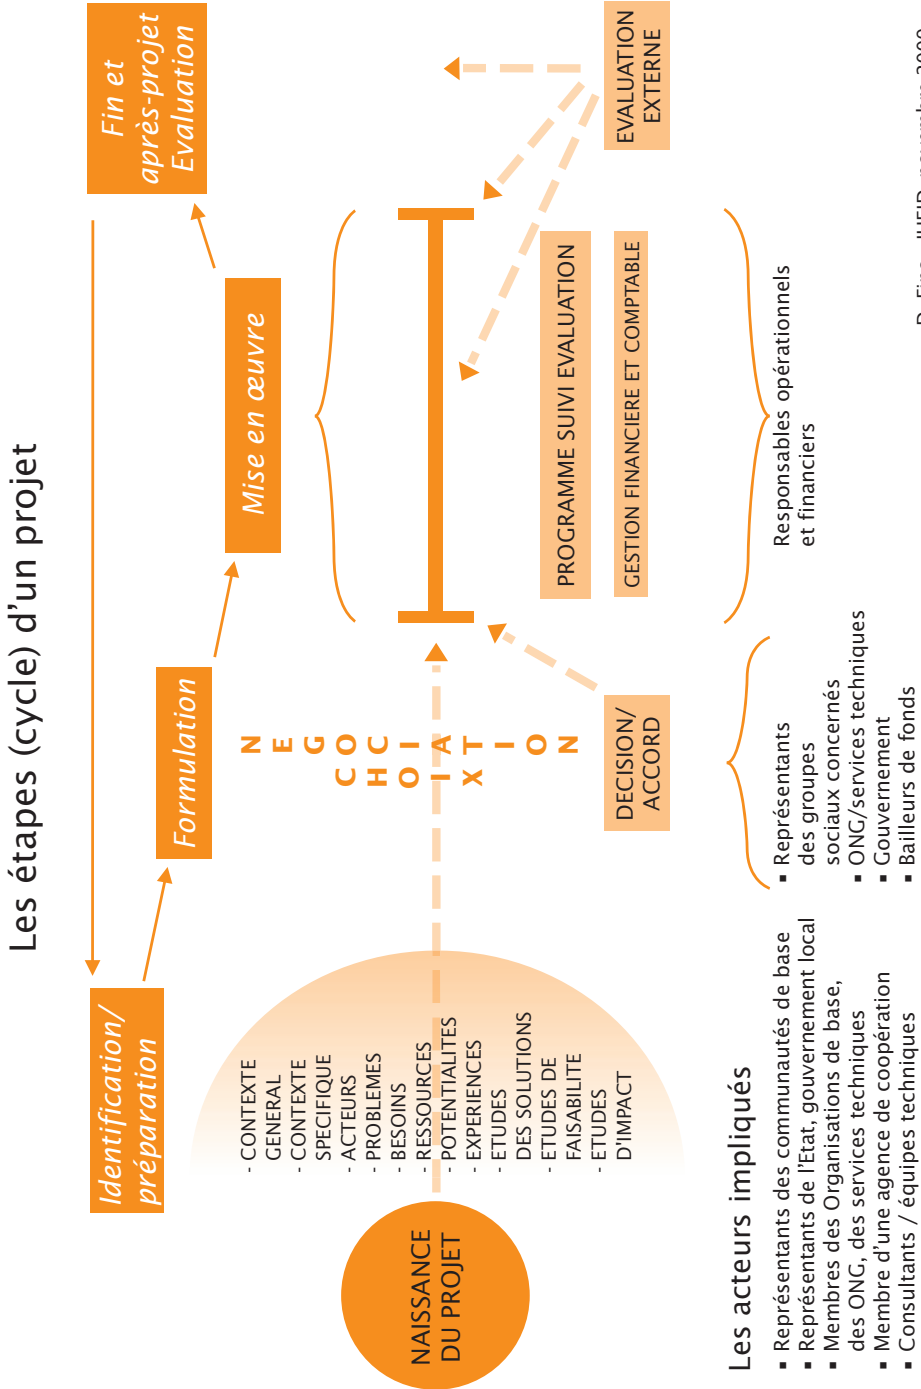 Les étapes (cycle) d'un projet
Identification/
préparation
Formulation
Mise en œuvre
Fin et
après-projet
Evaluation
NAISSANCE
DU PROJET
- CONTEXTE
GENERAL
- CONTEXTE
SPECIFIQUE
- ACTEURS
- PROBLEMES
- BESOINS
- RESSOURCES
- POTENTIALITES
- EXPERIENCES
- ETUDES
DES SOLUTIONS
- ETUDES DE
FAISABILITE
- ETUDES
D'IMPACT
NEGOCIATION
CHOIX
DECISION/
ACCORD
PROGRAMME SUIVI EVALUATION
GESTION FINANCIERE ET COMPTABLE
EVALUATION
EXTERNE
Les acteurs impliqués
▪ Représentants des communautés de base
▪ Représentants de l'Etat, gouvernement local
▪ Membres des Organisations de base,
des ONG, des services techniques
▪ Membre d'une agence de coopération
▪ Consultants / équipes techniques
▪ Représentants
des groupes
sociaux concernés
▪ ONG/services techniques
▪ Gouvernement
▪ Bailleurs de fonds
Responsables opérationnels
et financiers